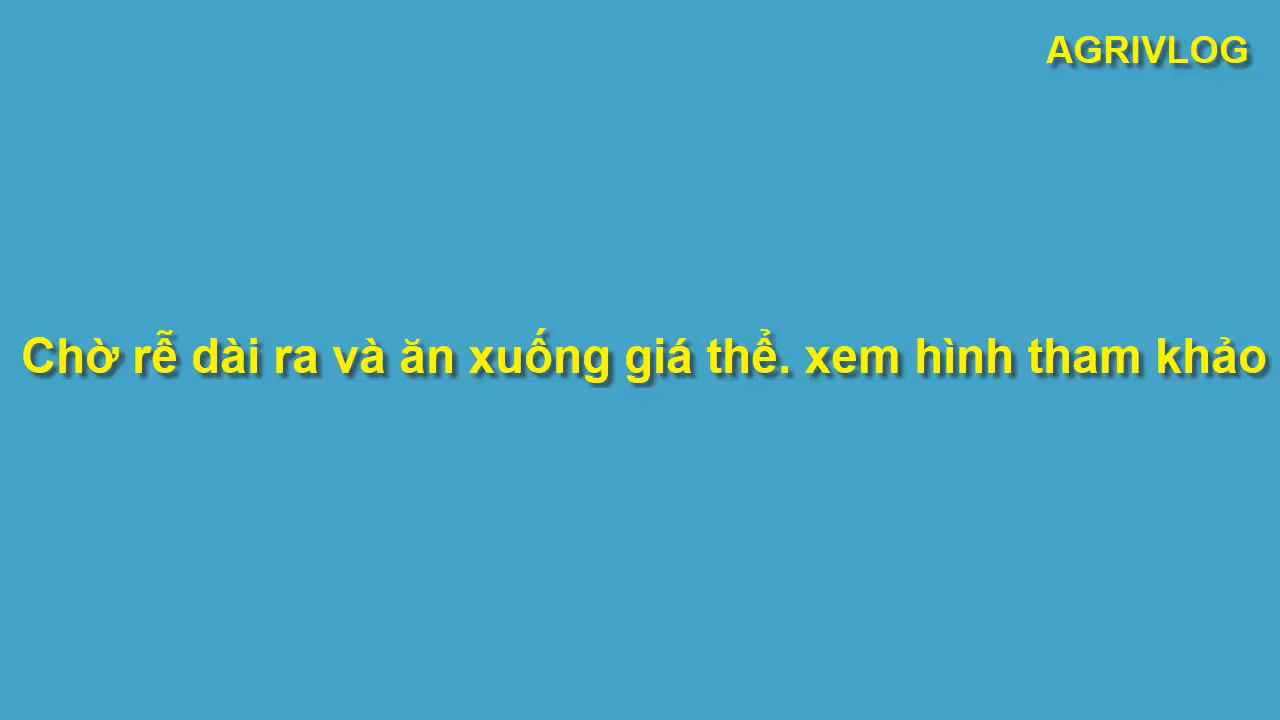 AGRIVLOG
Chờ rễ dài ra và ăn xuống giá thể. xem hình tham khảo